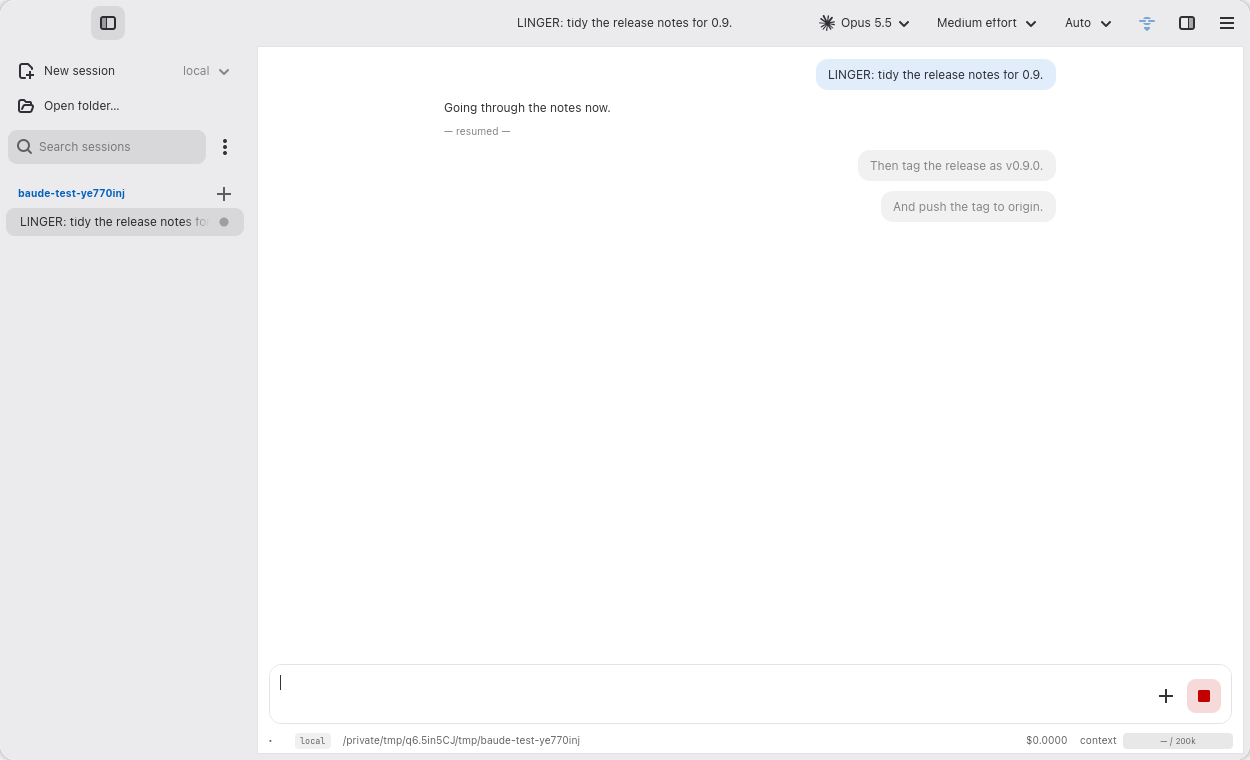 LINGER: tidy the release notes for 0.9.
Opus 5.5
Medium effort
Auto
New session
local
Open folder...
Search sessions
baude-test-ye770inj
LINGER: tidy the release notes fo
LINGER: tidy the release notes for 0.9.
Going through the notes now.
— resumed —
Then tag the release as v0.9.0.
And push the tag to origin.
local
/private/tmp/q6.5in5CJ/tmp/baude-test-ye770inj
$0.0000
context
— / 200k